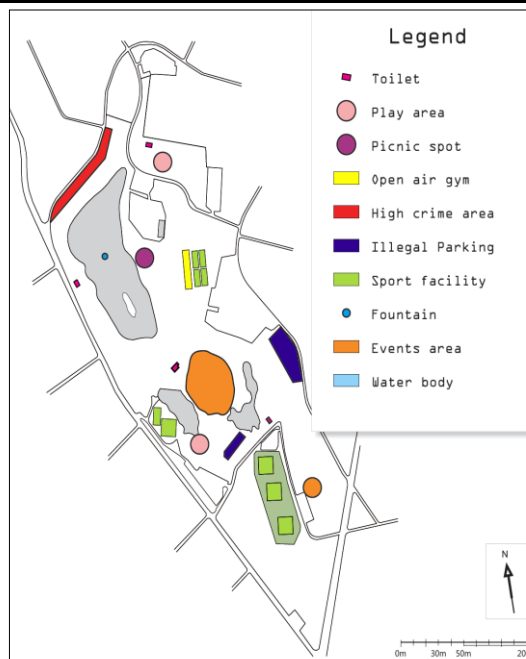 Legend
Toilet
Play area
Picnic spot
Open air gym
High crime area
Illegal Parking
Sport facility
Fountain
Events area
Water body
N
0m 30m 50m